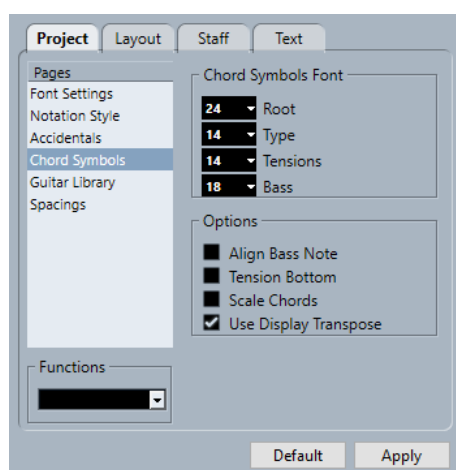 Project Layout Staff Text
Pages
Font Settings
Notation Style
Accidentals
Chord Symbols
Guitar Library
Spacings
Functions
Chord Symbols Font
24 Root
14 Type
14 Tensions
18 Bass
Options
Align Bass Note
Tension Bottom
Scale Chords
Use Display Transpose
Default Apply